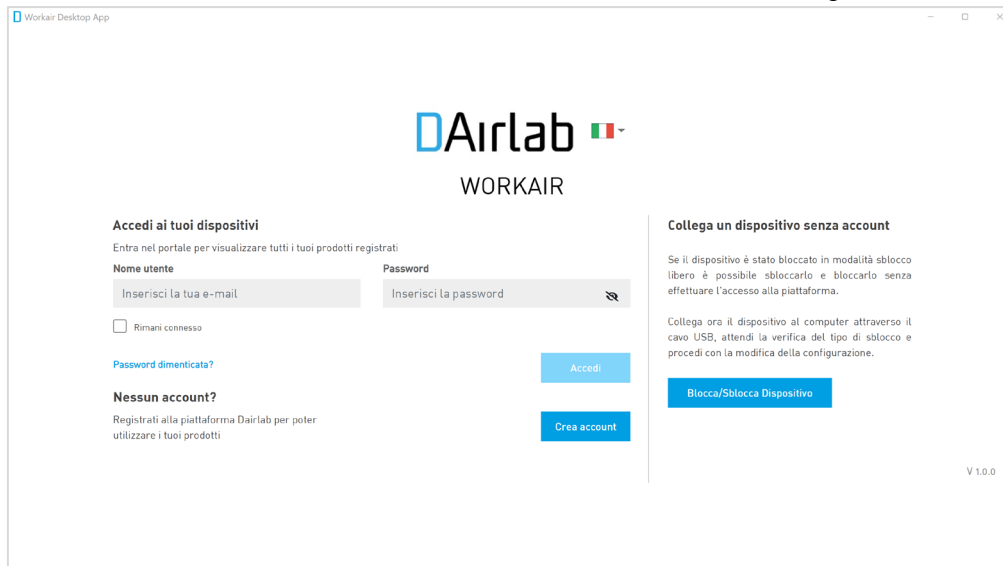 Workair Desktop App
DAırlab
WORKAIR
Accedi ai tuoi dispositivi
Entra nel portale per visualizzare tutti i tuoi prodotti registrati
Nome utente
Password
Inserisci la tua e-mail
Inserisci la password
Rimani connesso
Password dimenticata?
Accedi
Nessun account?
Registrati alla piattaforma Dairlab per poter
utilizzare i tuoi prodotti
Crea account
Collega un dispositivo senza account
Se il dispositivo è stato bloccato in modalità sblocco
libero è possibile sbloccarlo e bloccarlo senza
effettuare l'accesso alla piattaforma.
Collega ora il dispositivo al computer attraverso il
cavo USB, attendi la verifica del tipo di sblocco e
procedi con la modifica della configurazione.
Blocca/Sblocca Dispositivo
V 1.0.0